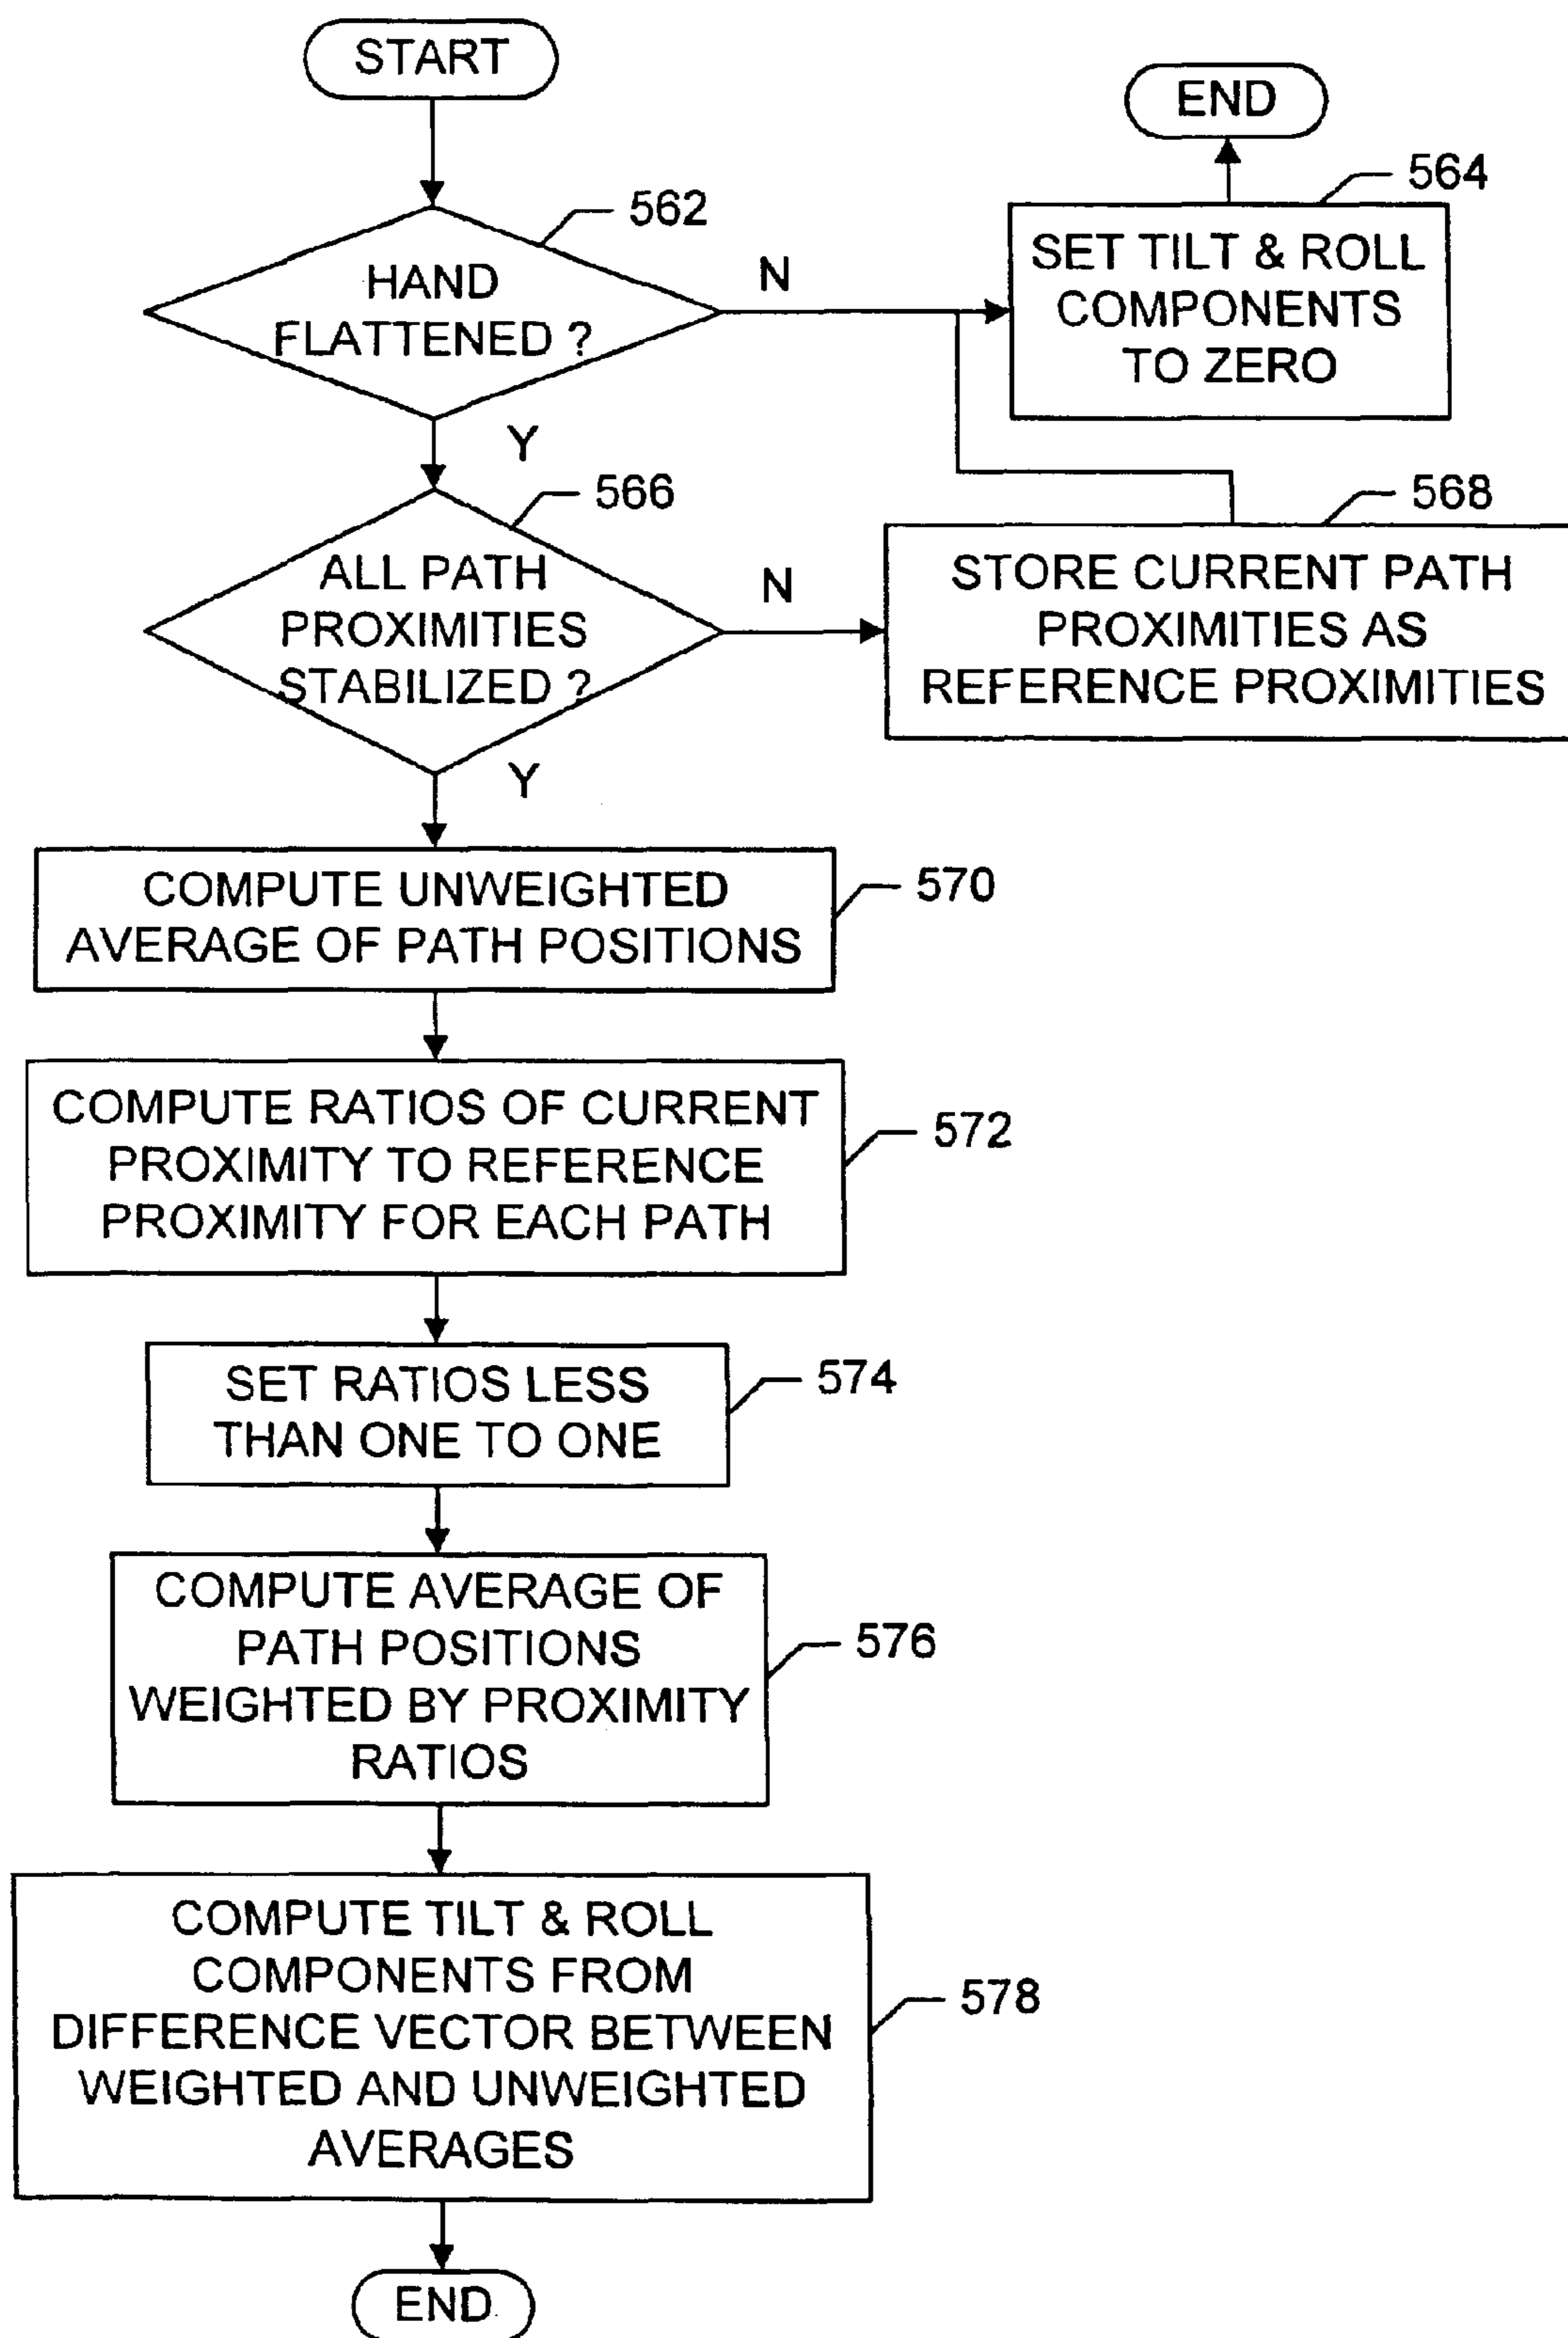 START
END
562
564
HAND
FLATTENED ?
N
SET TILT & ROLL
COMPONENTS
TO ZERO
Y
566
568
ALL PATH
PROXIMITIES
STABILIZED ?
N
STORE CURRENT PATH
PROXIMITIES AS
REFERENCE PROXIMITIES
Y
COMPUTE UNWEIGHTED
AVERAGE OF PATH POSITIONS
570
COMPUTE RATIOS OF CURRENT
PROXIMITY TO REFERENCE
PROXIMITY FOR EACH PATH
572
SET RATIOS LESS
THAN ONE TO ONE
574
COMPUTE AVERAGE OF
PATH POSITIONS
WEIGHTED BY PROXIMITY
RATIOS
576
COMPUTE TILT & ROLL
COMPONENTS FROM
DIFFERENCE VECTOR BETWEEN
WEIGHTED AND UNWEIGHTED
AVERAGES
578
END